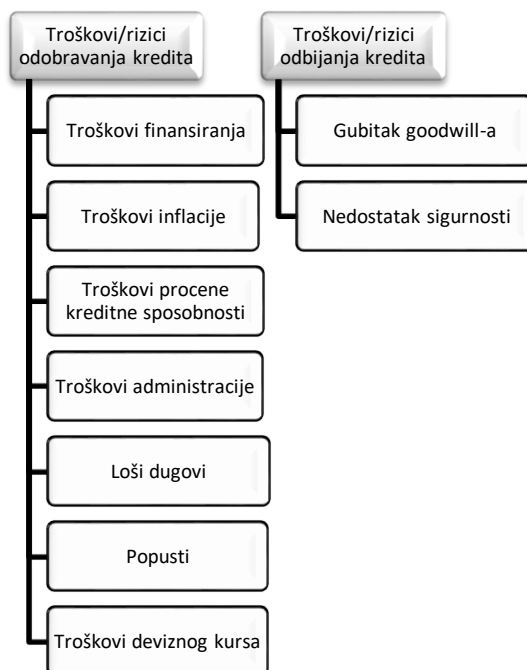 Troškovi/rizici
odobravanja kredita
Troškovi finansiranja
Troškovi inflacije
Troškovi procene
kreditne sposobnosti
Troškovi administracije
Loši dugovi
Popusti
Troškovi deviznog kursa
Troškovi/rizici
odbijanja kredita
Gubitak goodwill-a
Nedostatak sigurnosti